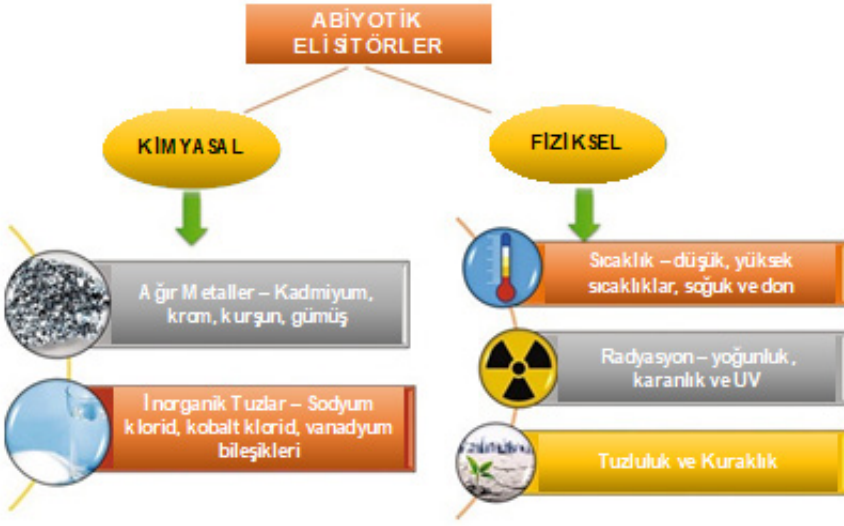 ABİYOTİK
ELİSİTÖRLER
KİMYASAL
FİZİKSEL
Ağır Metaller – Kadmiyum,
krom, kurşun, gümüş
İnorganik Tuzlar – Sodyum
klorid, kobalt klorid, vanadyum
bileşikleri
Sıcaklık – düşük, yüksek
sıcaklıklar, soğuk ve don
Radyasyon – yoğunluk,
karanlık ve UV
Tuzluluk ve Kuraklık